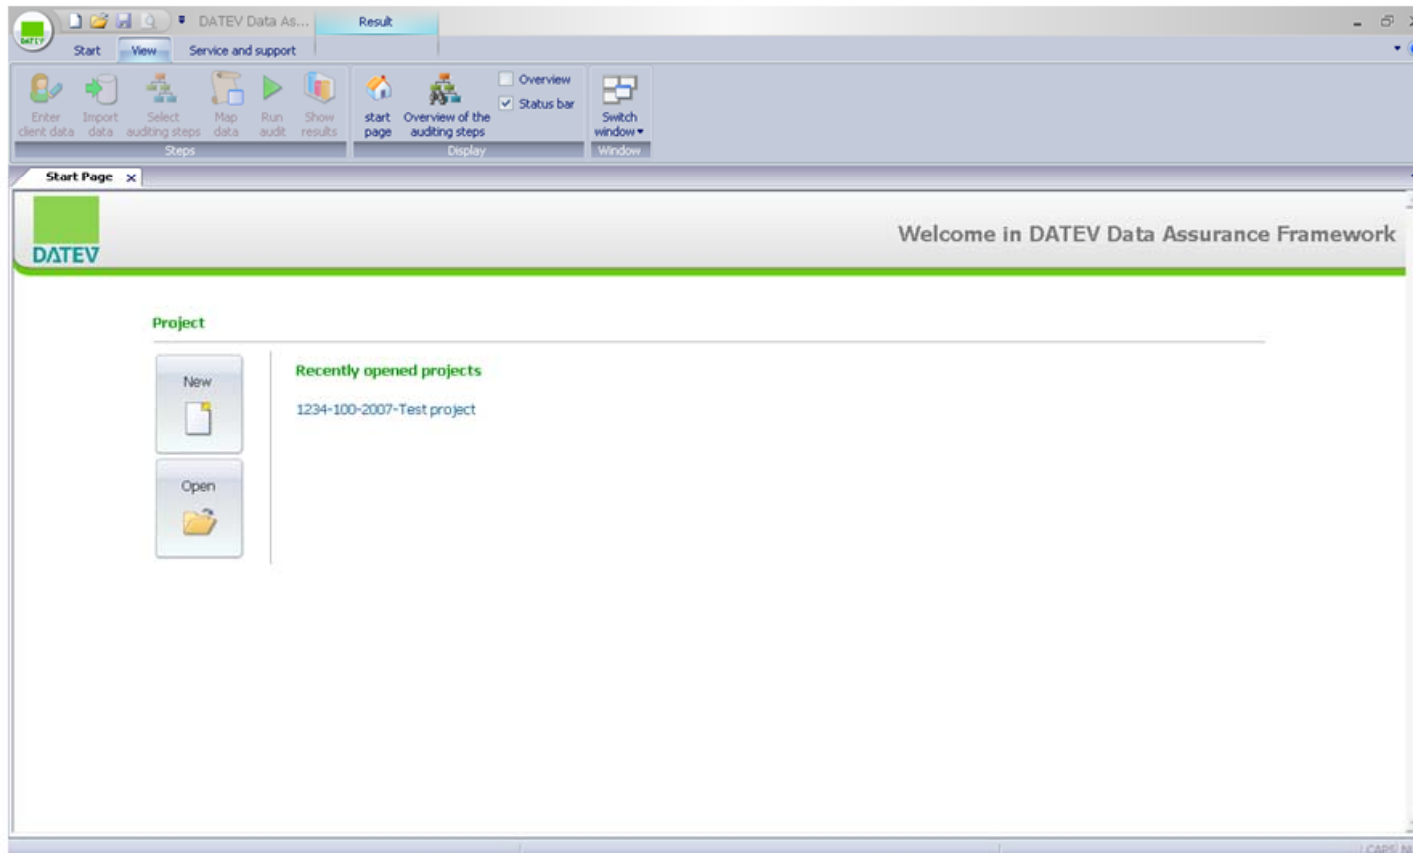 DATEV Data As...
Result
DATEV
Start
View
Service and support
Enter
client data
Import
data
Select
auditing steps
Map
data
Run
audit
Show
results
Steps
start
page
Overview of the
auditing steps
Overview
Status bar
Display
Switch
window
Window
Start Page
DATEV
Welcome in DATEV Data Assurance Framework
Project
New
Open
Recently opened projects
1234-100-2007-Test project
CAPS